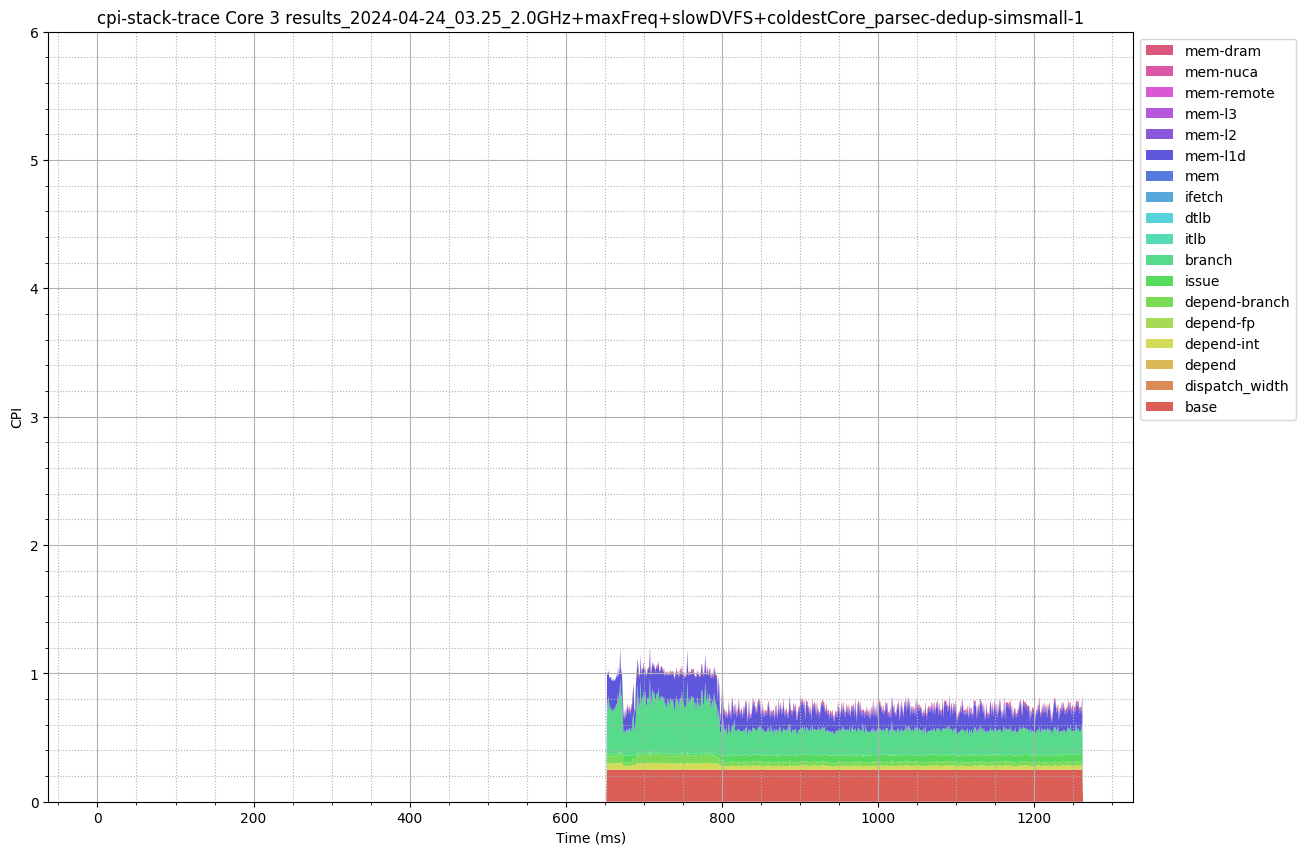 cpi-stack-trace Core 3 results_2024-04-24_03.25_2.0GHz+maxFreq+slowDVFS+coldestCore_parsec-dedup-simsmall-1
6
5
4
3
2
1
0
CPI
0
200
400
600
800
1000
1200
Time (ms)
mem-dram
mem-nuca
mem-remote
mem-l3
mem-l2
mem-l1d
mem
ifetch
dtlb
itlb
branch
issue
depend-branch
depend-fp
depend-int
depend
dispatch_width
base